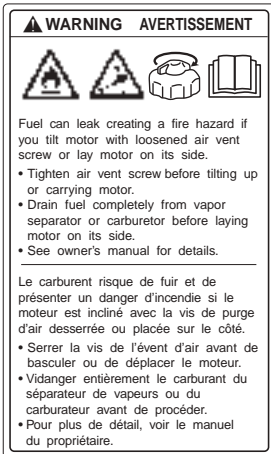 WARNING AVERTISSEMENT
Fuel can leak creating a fire hazard if
you tilt motor with loosened air vent
screw or lay motor on its side.
• Tighten air vent screw before tilting up
or carrying motor.
• Drain fuel completely from vapor
separator or carburetor before laying
motor on its side.
• See owner's manual for details.
Le carburent risque de fuir et de
présenter un danger d'incendie si le
moteur est incliné avec la vis de purge
d'air desserrée ou placée sur le côté.
• Serrer la vis de l'évent d'air avant de
basculer ou de déplacer le moteur.
• Vidanger entièrement le carburant du
séparateur de vapeurs ou du
carburateur avant de procéder.
• Pour plus de détail, voir le manuel
du propriétaire.